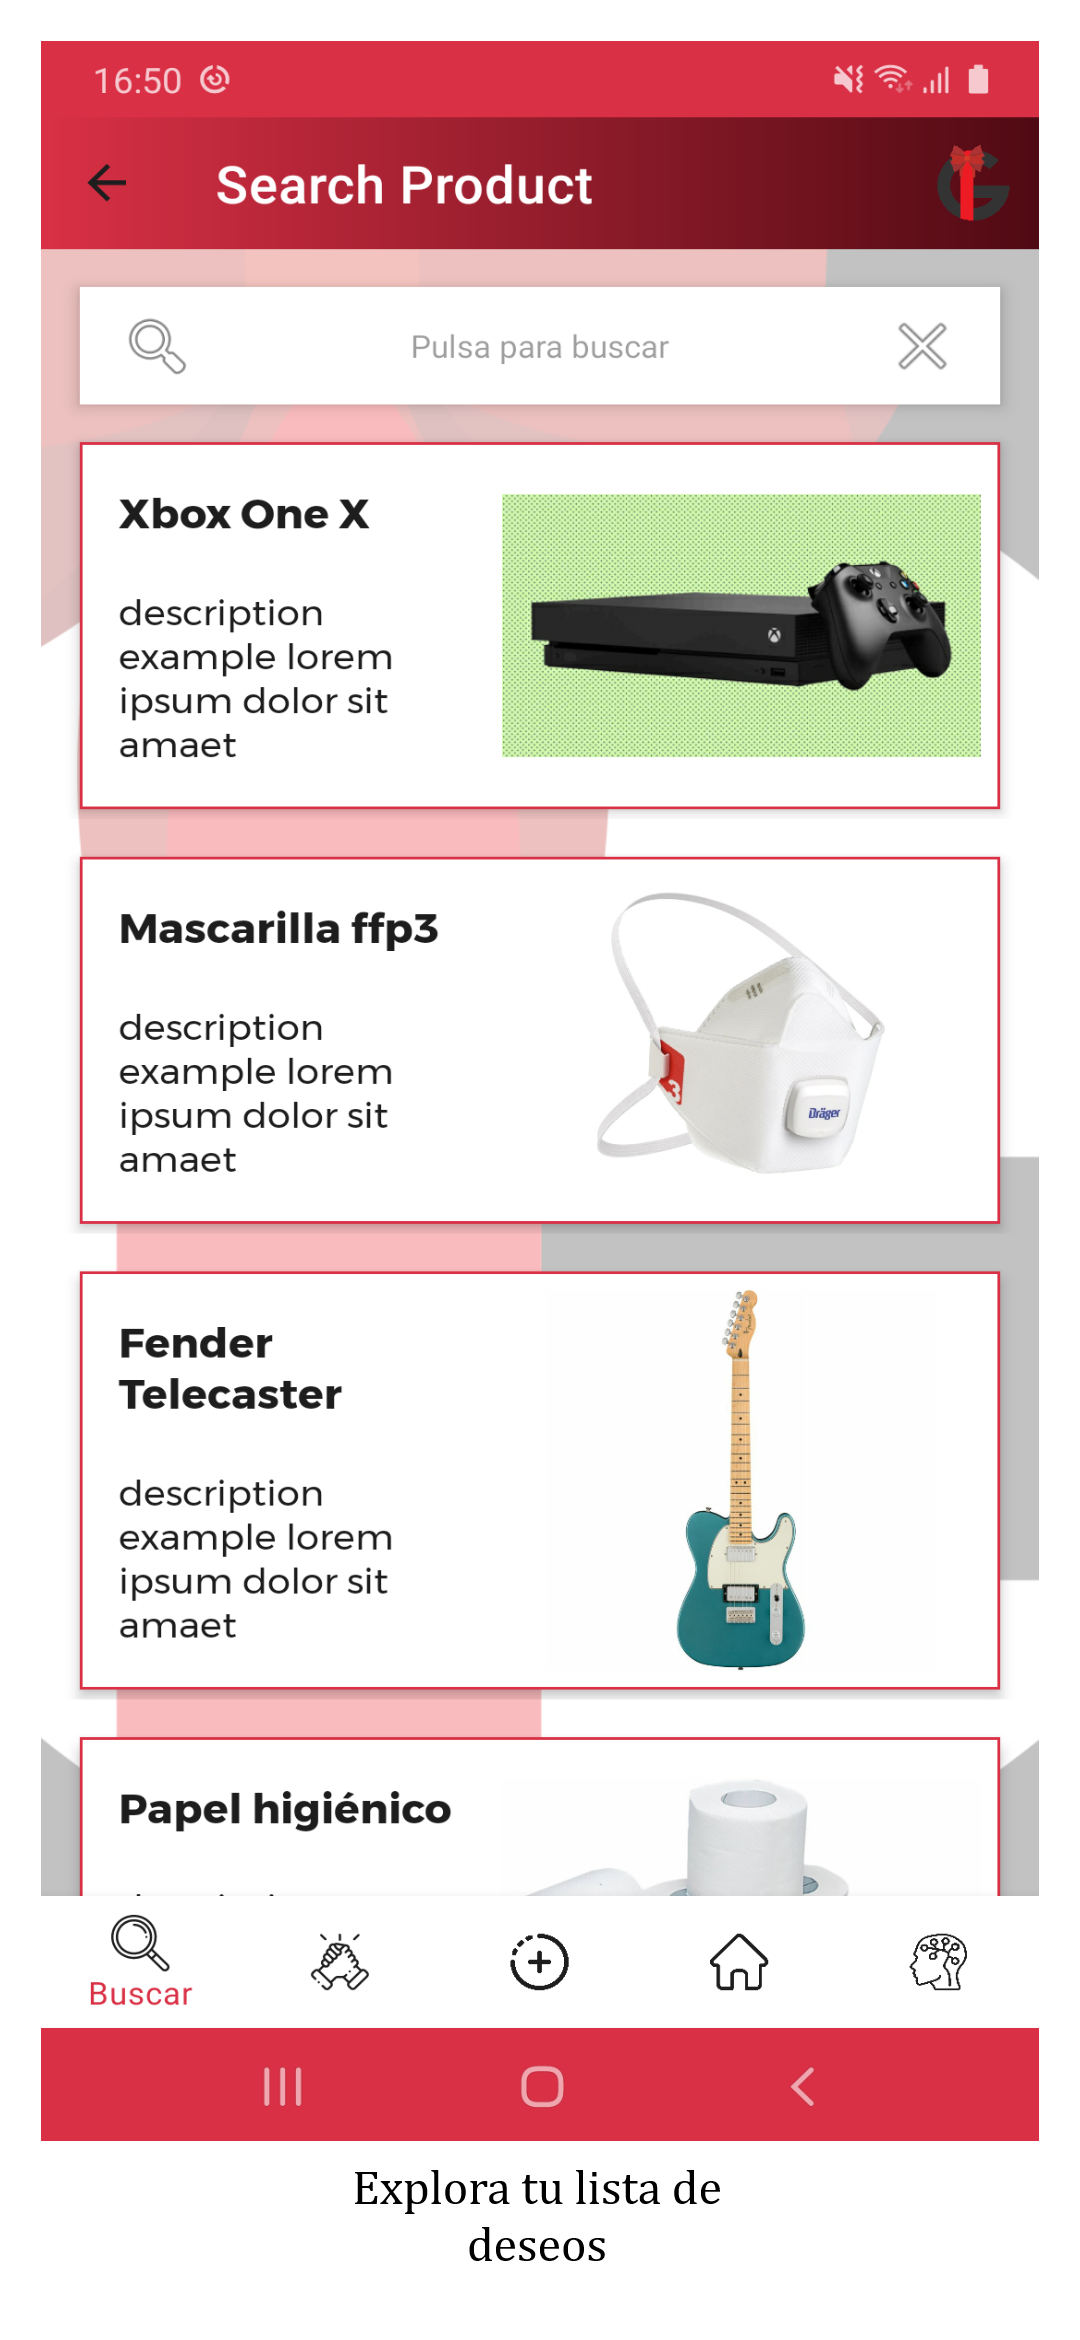 16:50
Search Product
Pulsa para buscar
Xbox One X
description
example lorem
ipsum dolor sit
amaet
Mascarilla ffp3
description
example lorem
ipsum dolor sit
amaet
3
Dräger
Fender
Telecaster
description
example lorem
ipsum dolor sit
amaet
Papel higiénico
Buscar
Explora tu lista de
deseos